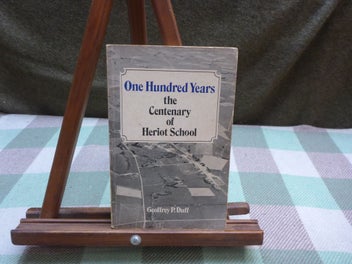 One Hundred Years
the
Centenary
of
Heriot School
Geoffrey P. Duff